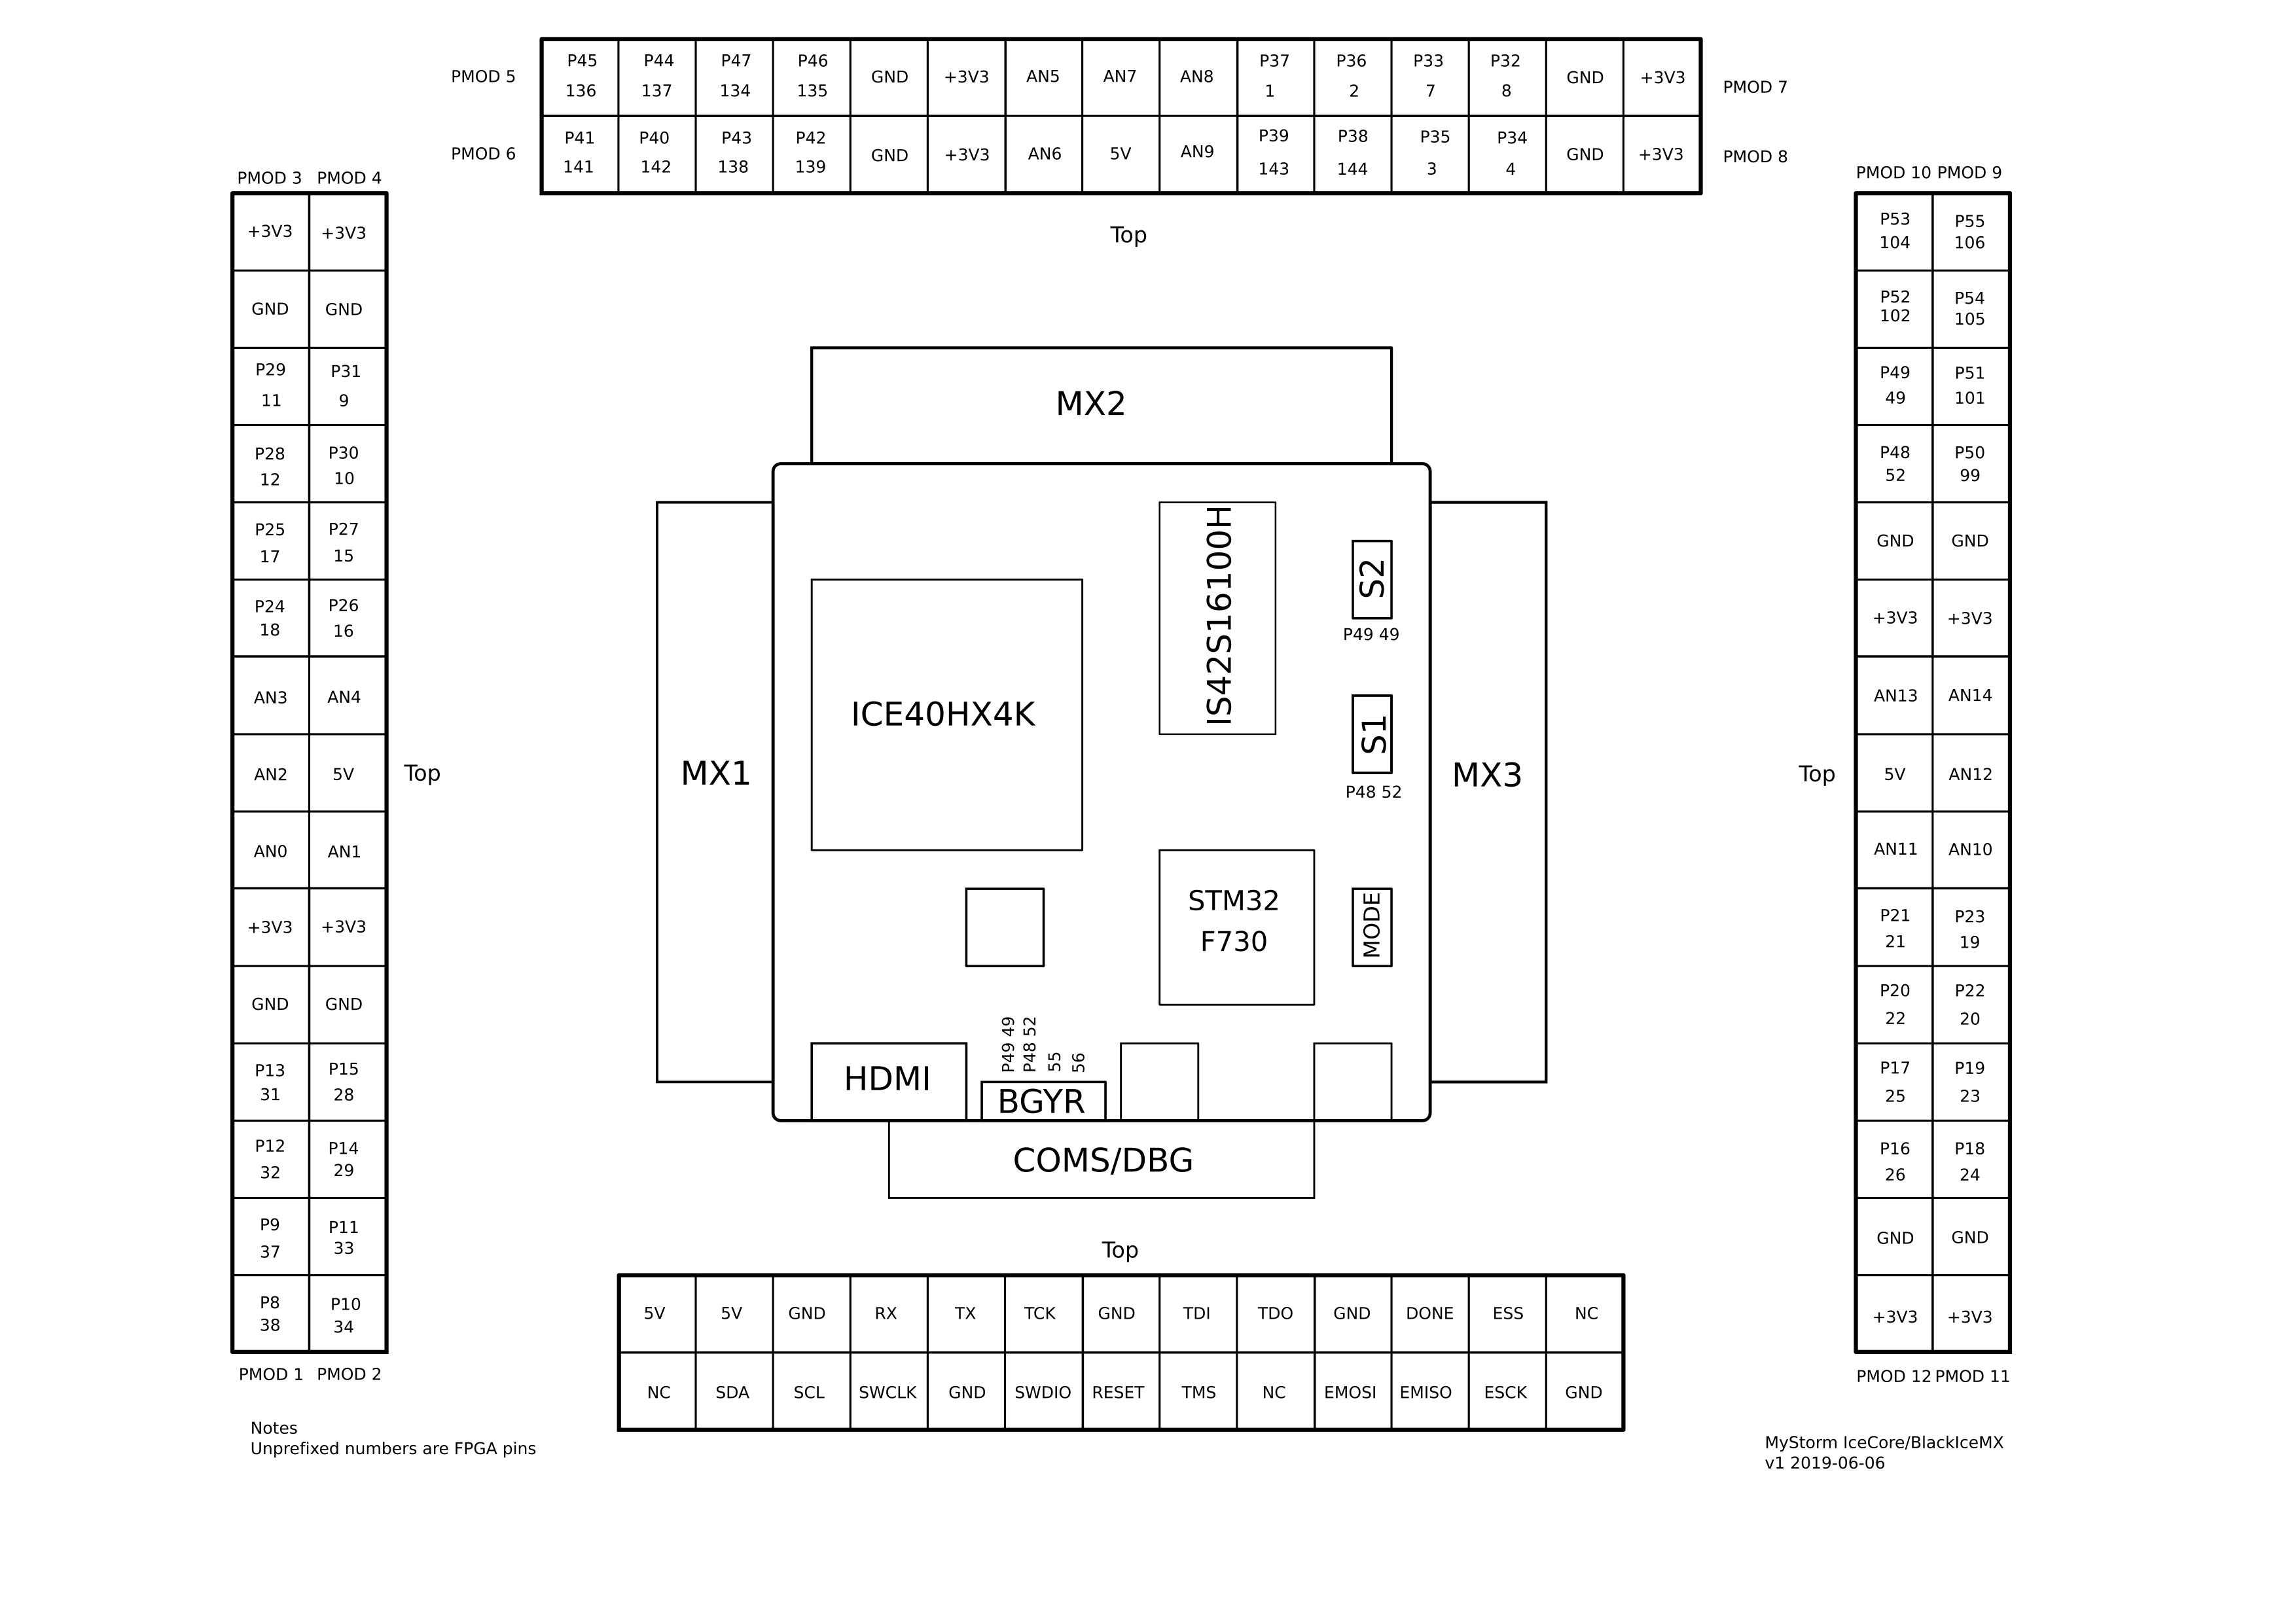 PMOD 5
P45 P44 P47 P46 GND +3V3 AN5 AN7 AN8 P37 P36 P33 P32 GND +3V3
136 137 134 135 1 2 7 8
PMOD 7
PMOD 6
P41 P40 P43 P42 GND +3V3 AN6 5V AN9 P39 P38 P35 P34 GND +3V3
141 142 138 139 143 144 3 4
PMOD 8
Top
PMOD 3 PMOD 4
+3V3 +3V3
GND GND
P29 P31
11 9
P28 P30
12 10
P25 P27
17 15
P24 P26
18 16
AN3 AN4
AN2 5V
AN0 AN1
+3V3 +3V3
GND GND
P13 P15
31 28
P12 P14
32 29
P9 P11
37 33
P8 P10
38 34
PMOD 1 PMOD 2
Top
MX2
MX1
ICE40HX4K
IS42S16100H
S2
P49 49
S1
P48 52
MX3
STM32
F730
MODE
HDMI
P49 49
P48 52
55
56
BGYR
COMS/DBG
Top
5V 5V GND RX TX TCK GND TDI TDO GND DONE ESS NC
NC SDA SCL SWCLK GND SWDIO RESET TMS NC EMOSI EMISO ESCK GND
Top
PMOD 10 PMOD 9
P53 P55
104 106
P52 P54
102 105
P49 P51
49 101
P48 P50
52 99
GND GND
+3V3 +3V3
AN13 AN14
5V AN12
AN11 AN10
P21 P23
21 19
P20 P22
22 20
P17 P19
25 23
P16 P18
26 24
GND GND
+3V3 +3V3
PMOD 12 PMOD 11
Notes
Unprefixed numbers are FPGA pins
MyStorm IceCore/BlackIceMX
v1 2019-06-06